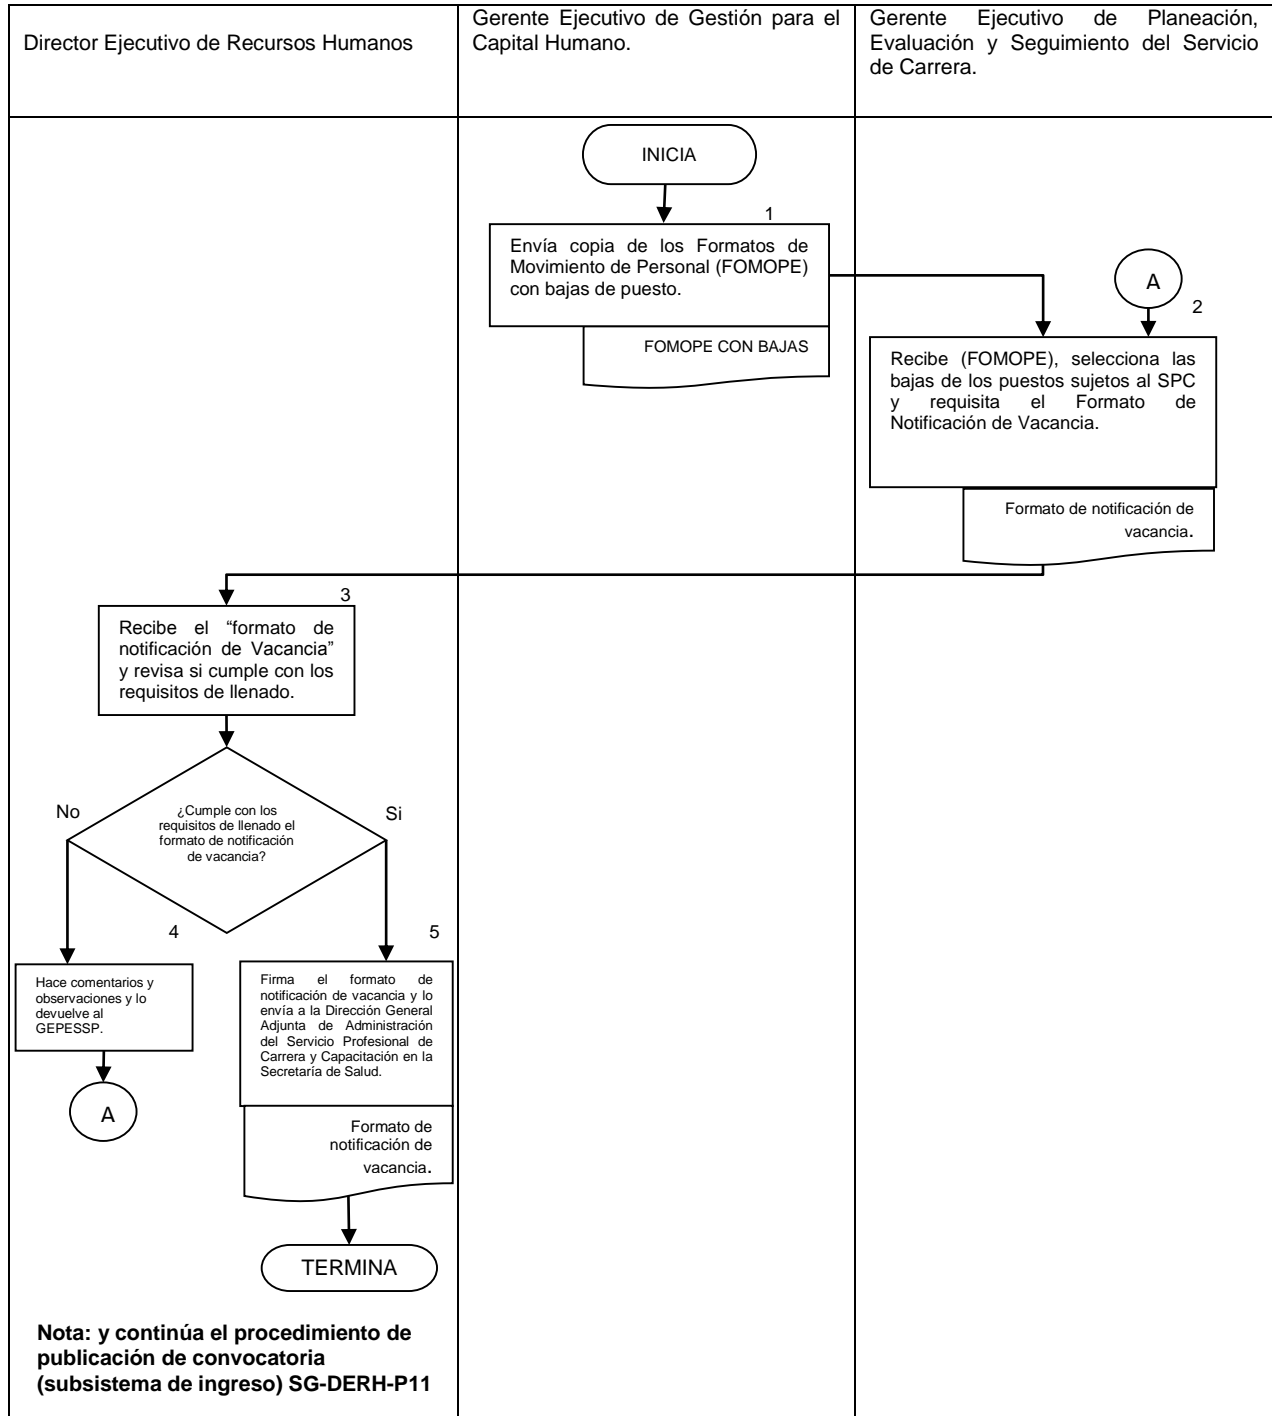 Director Ejecutivo de Recursos Humanos
Gerente Ejecutivo de Gestión para el
Capital Humano.
Gerente Ejecutivo de Planeación,
Evaluación y Seguimiento del Servicio
de Carrera.
INICIA
1
Envía copia de los Formatos de
Movimiento de Personal (FOMOPE)
con bajas de puesto.
FOMOPE CON BAJAS
A
2
Recibe (FOMOPE), selecciona las
bajas de los puestos sujetos al SPC
y requisita el Formato de
Notificación de Vacancia.
Formato de notificación de
vacancia.
3
Recibe el “formato de
notificación de Vacancia”
y revisa si cumple con los
requisitos de llenado.
No
¿Cumple con los
requisitos de llenado el
formato de notificación
de vacancia?
Si
4
Hace comentarios y
observaciones y lo
devuelve al
GEPESSP.
A
5
Firma el formato de
notificación de vacancia y lo
envía a la Dirección General
Adjunta de Administración
del Servicio Profesional de
Carrera y Capacitación en la
Secretaría de Salud.
Formato de
notificación de
vacancia.
TERMINA
Nota: y continúa el procedimiento de
publicación de convocatoria
(subsistema de ingreso) SG-DERH-P11